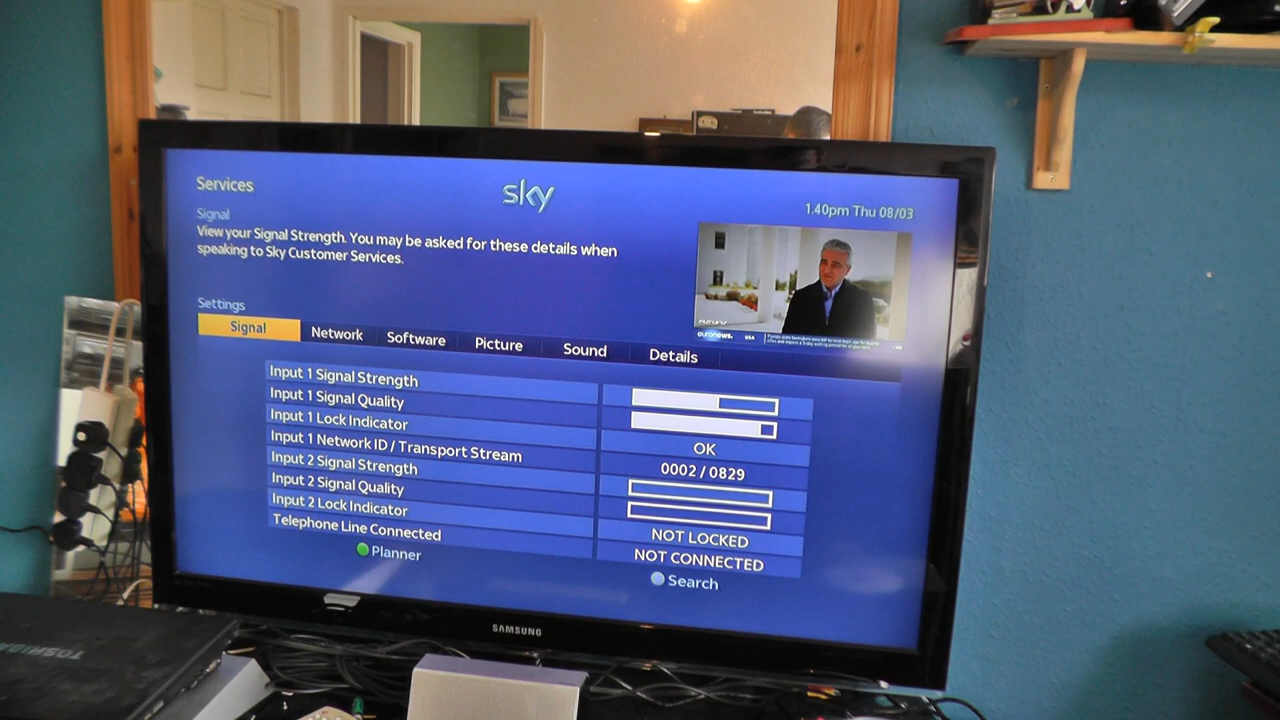 Services
sky
1.40pm Thu 08/03
Signal
View your Signal Strength. You may be asked for these details when
speaking to Sky Customer Services.
euronews.
USA
Settings
Signal Network Software Picture Sound Details
Input 1 Signal Strength
Input 1 Signal Quality
Input 1 Lock Indicator OK
Input 1 Network ID / Transport Stream 0002 / 0829
Input 2 Signal Strength
Input 2 Signal Quality
Input 2 Lock Indicator NOT LOCKED
Telephone Line Connected NOT CONNECTED
Planner
Search
SAMSUNG
TOSHIBA